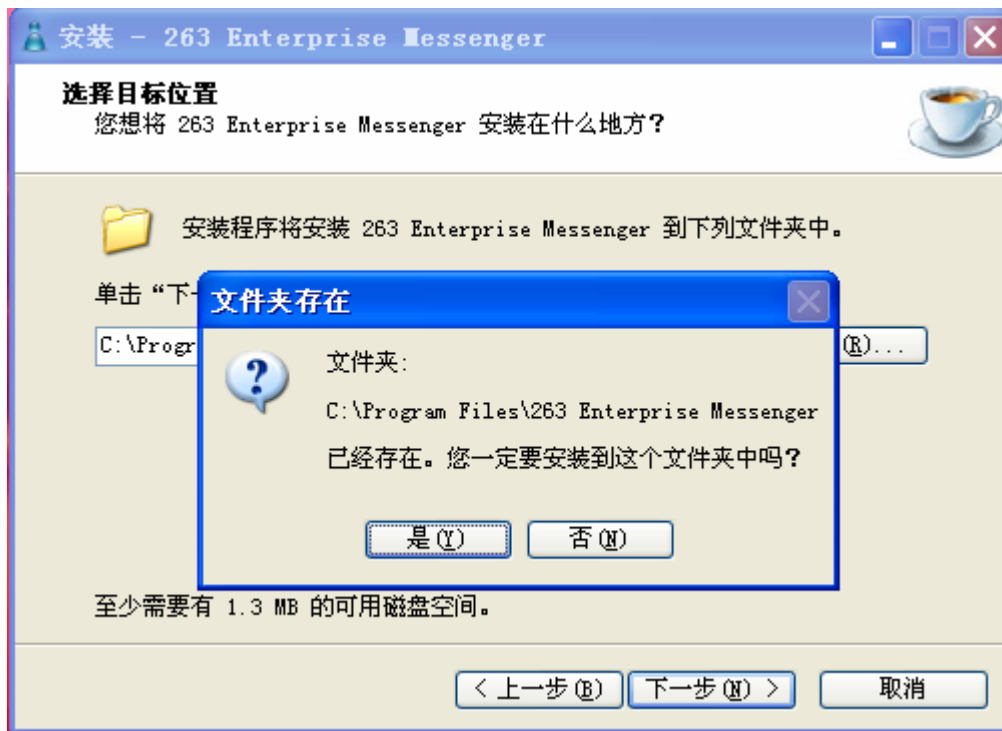 安装 - 263 Enterprise Messenger
选择目标位置
您想将 263 Enterprise Messenger 安装在什么地方？
安装程序将安装 263 Enterprise Messenger 到下列文件夹中。
单击“下一
C:\Progr
(R)...
文件夹存在
文件夹:
C:\Program Files\263 Enterprise Messenger
已经存在。您一定要安装到这个文件夹中吗？
是(Y) 否(N)
至少需要有 1.3 MB 的可用磁盘空间。
< 上一步(B) 下一步(N) > 取消